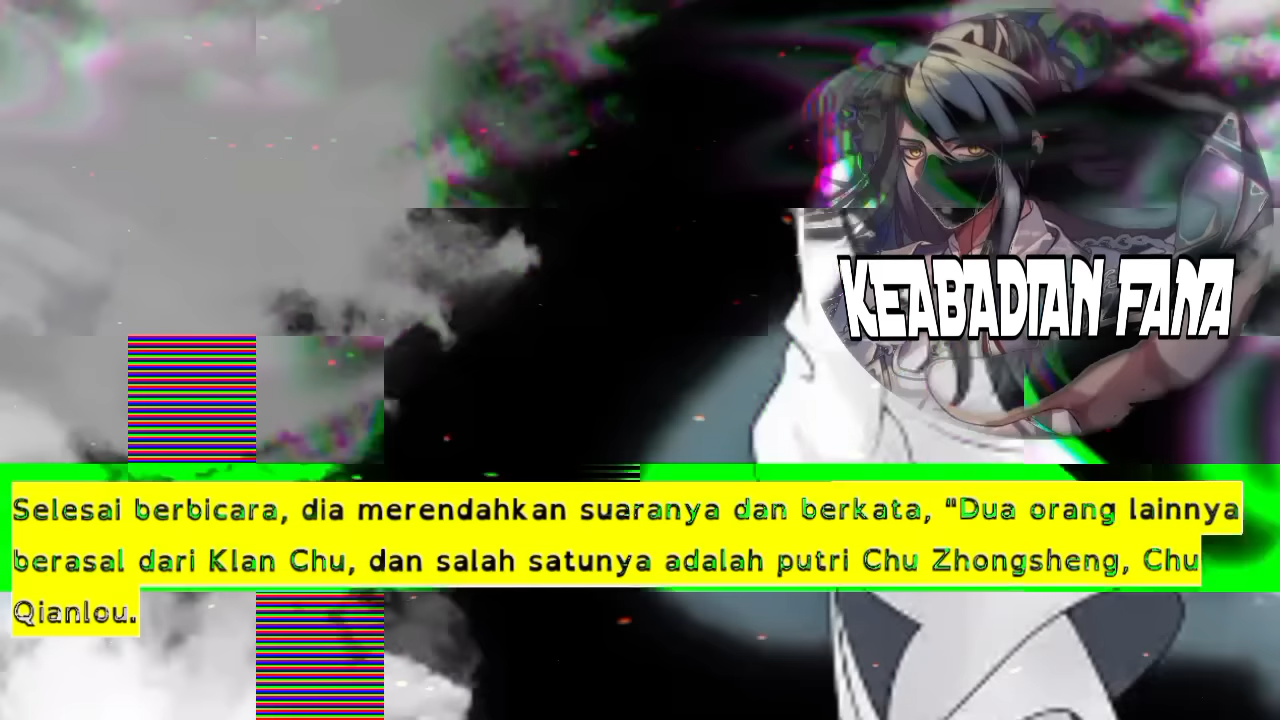 KEABADIAN FANA
Selesai berbicara, dia merendahkan suaranya dan berkata, "Dua orang lainnya
berasal dari Klan Chu, dan salah satunya adalah putri Chu Zhongsheng, Chu
Qianlou.